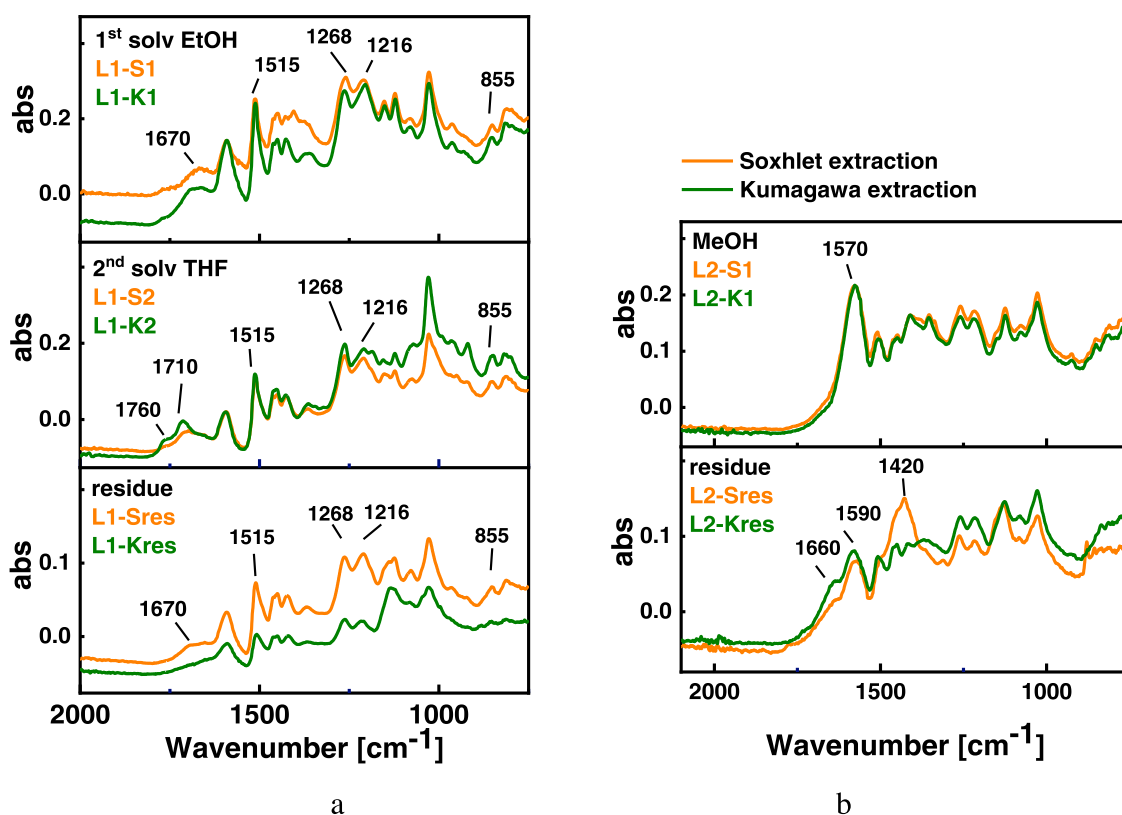 1st solv EtOH
L1-S1
L1-K1
1670
1515
1268
1216
855
abs
0.2
0.0
2nd solv THF
L1-S2
L1-K2
1760
1710
1515
1268
1216
855
abs
0.2
0.0
residue
L1-Sres
L1-Kres
1670
1515
1268
1216
855
abs
0.1
0.0
2000
1500
1000
Wavenumber [cm-1]
a
Soxhlet extraction
Kumagawa extraction
MeOH
L2-S1
L2-K1
1570
abs
0.2
0.1
0.0
residue
L2-Sres
L2-Kres
1660
1590
1420
abs
0.1
0.0
2000
1500
1000
Wavenumber [cm-1]
b